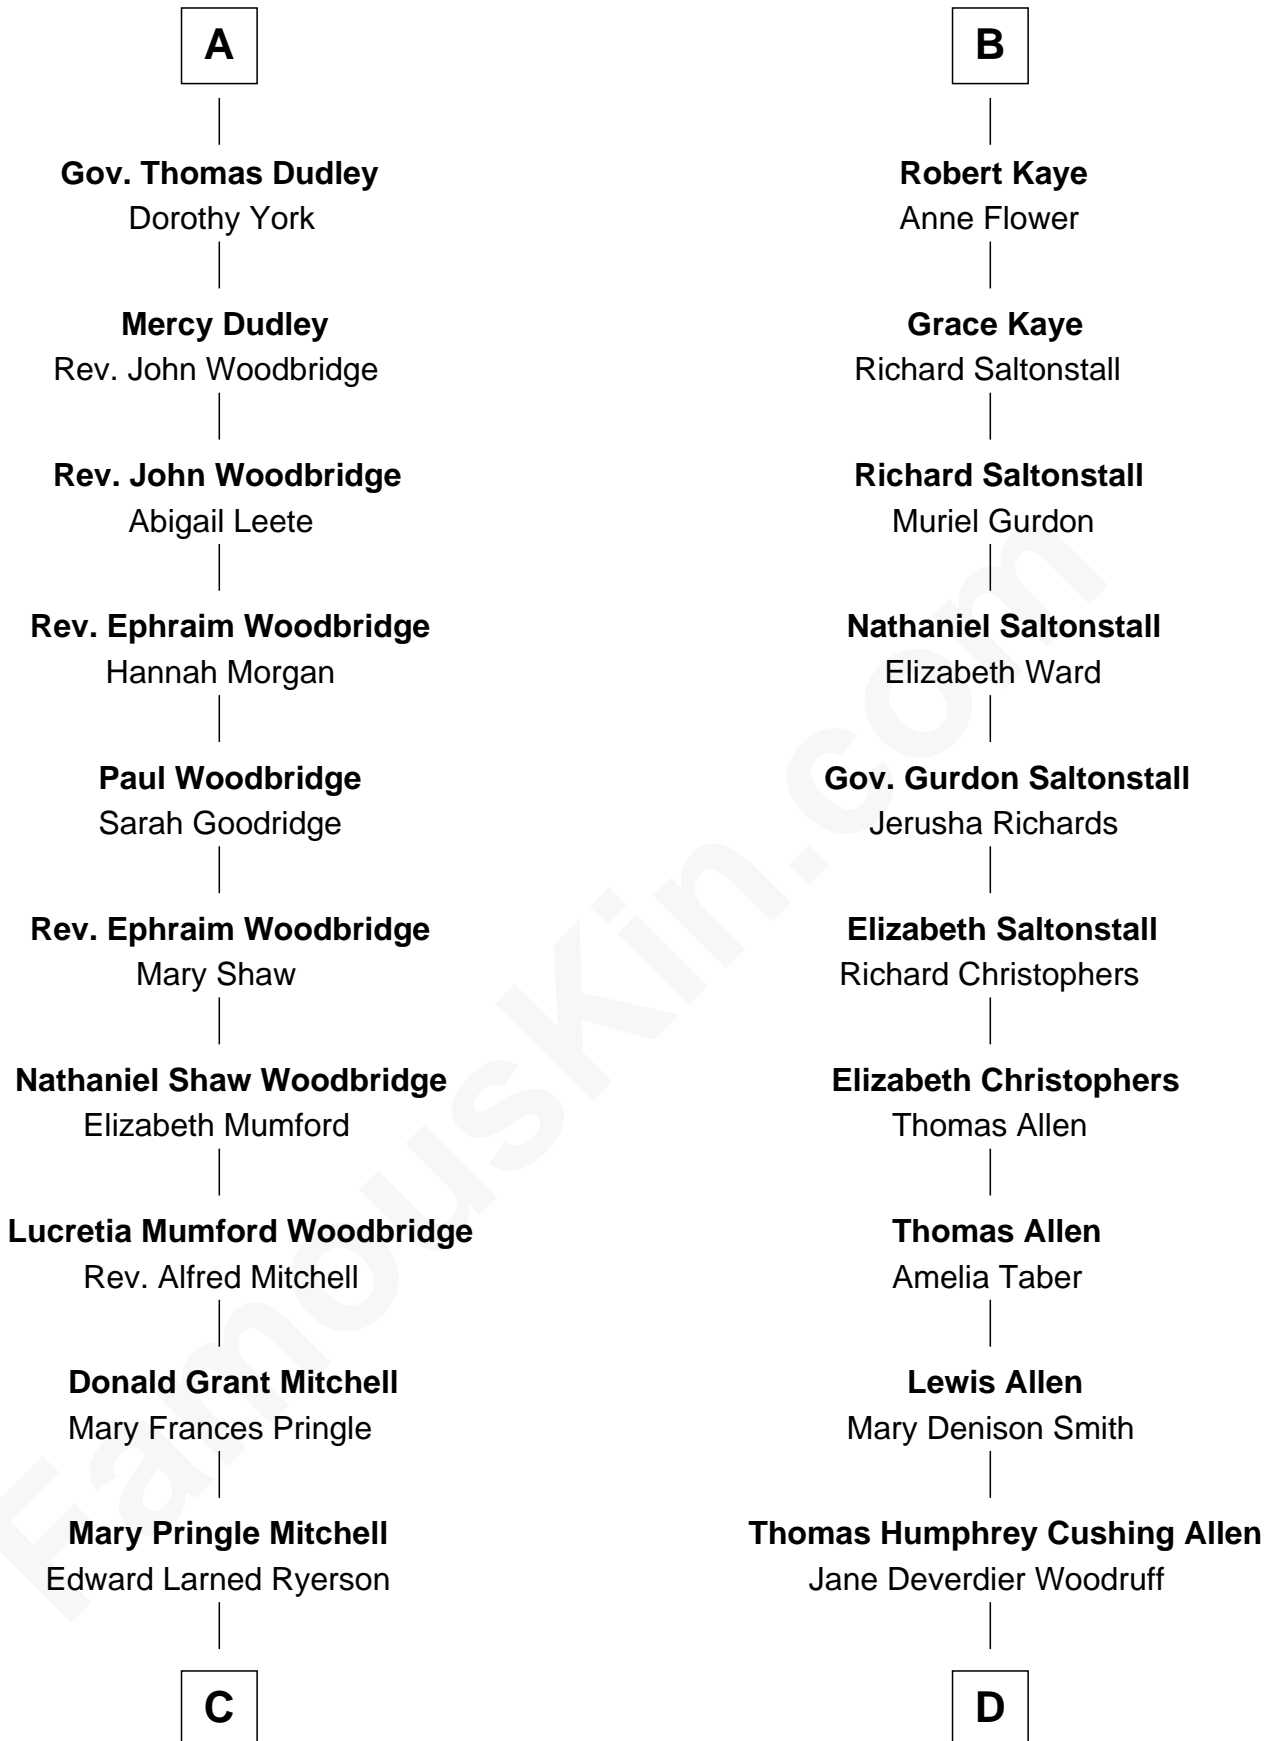 A
Gov. Thomas Dudley
Dorothy York
Mercy Dudley
Rev. John Woodbridge
Rev. John Woodbridge
Abigail Leete
Rev. Ephraim Woodbridge
Hannah Morgan
Paul Woodbridge
Sarah Goodridge
Rev. Ephraim Woodbridge
Mary Shaw
Nathaniel Shaw Woodbridge
Elizabeth Mumford
Lucretia Mumford Woodbridge
Rev. Alfred Mitchell
Donald Grant Mitchell
Mary Frances Pringle
Mary Pringle Mitchell
Edward Larned Ryerson
C
B
Robert Kaye
Anne Flower
Grace Kaye
Richard Saltonstall
Richard Saltonstall
Muriel Gurdon
Nathaniel Saltonstall
Elizabeth Ward
Gov. Gurdon Saltonstall
Jerusha Richards
Elizabeth Saltonstall
Richard Christophers
Elizabeth Christophers
Thomas Allen
Thomas Allen
Amelia Taber
Lewis Allen
Mary Denison Smith
Thomas Humphrey Cushing Allen
Jane Deverdier Woodruff
D
FamousKin.com